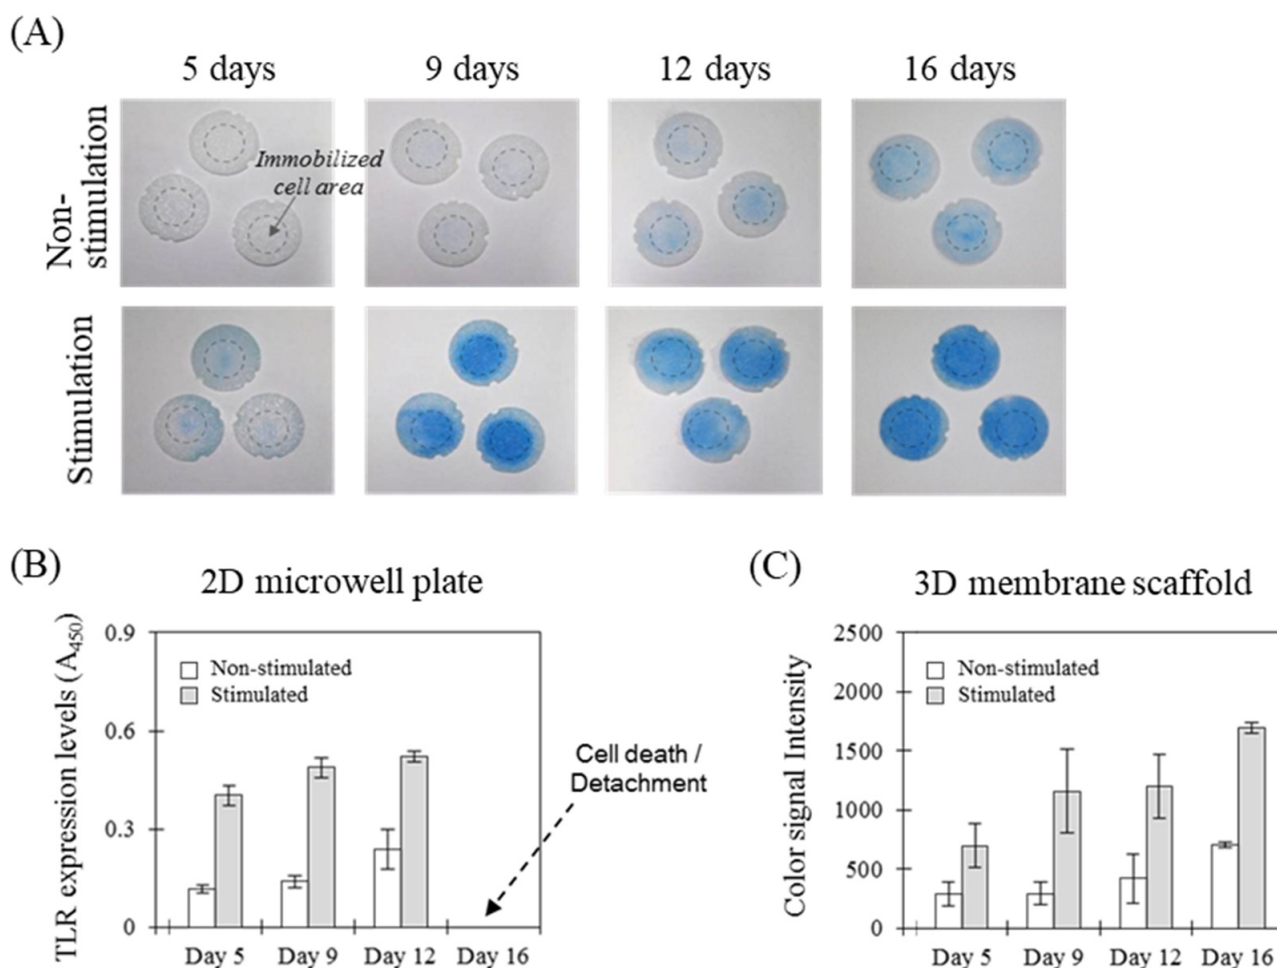 (A)
5 days
9 days
12 days
16 days
Non-
stimulation
Immobilized
cell area
Stimulation
(B)
2D microwell plate
TLR expression levels (A450)
0.9
0.6
0.3
0
Non-stimulated
Stimulated
Cell death /
Detachment
Day 5
Day 9
Day 12
Day 16
(C)
3D membrane scaffold
Color signal Intensity
2500
2000
1500
1000
500
0
Non-stimulated
Stimulated
Day 5
Day 9
Day 12
Day 16